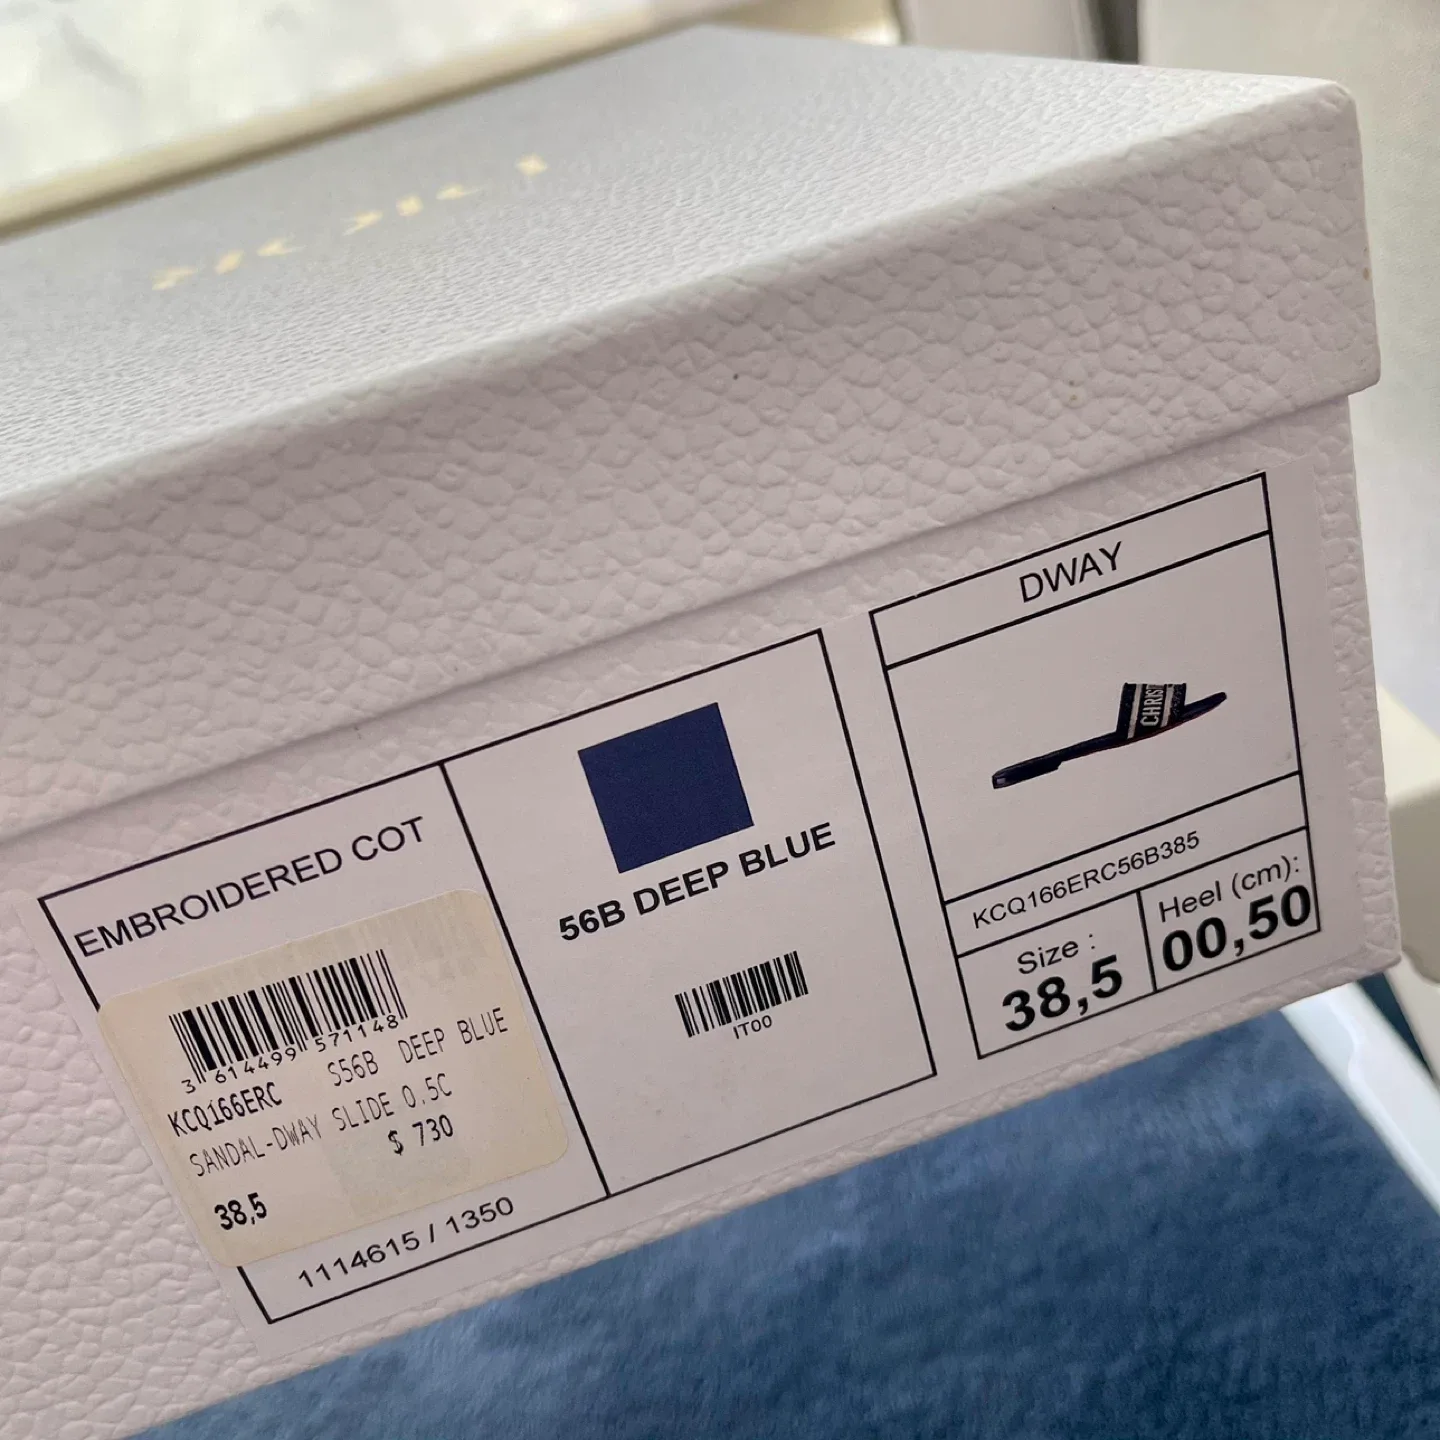 EMBROIDERED COT
3 614499 571148
KCQ166ERC S56B DEEP BLUE
SANDAL-DWAY SLIDE 0.5C
$ 730
38,5
1114615 / 1350
56B DEEP BLUE
IT00
DWAY
CHRIST
KCQ166ERC56B385
Size :
38,5
Heel (cm):
00,50